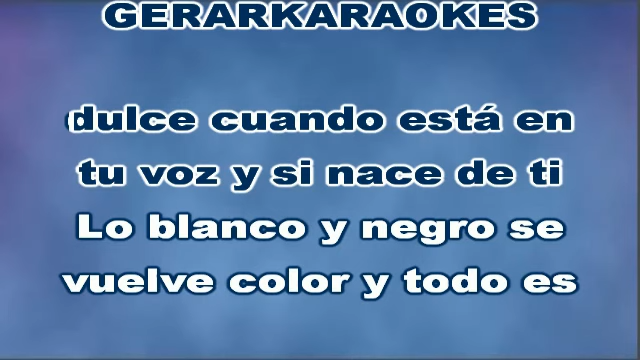 GERARKARAOKES
dulce cuando está en
tu voz y si nace de ti
Lo blanco y negro se
vuelve color y todo es